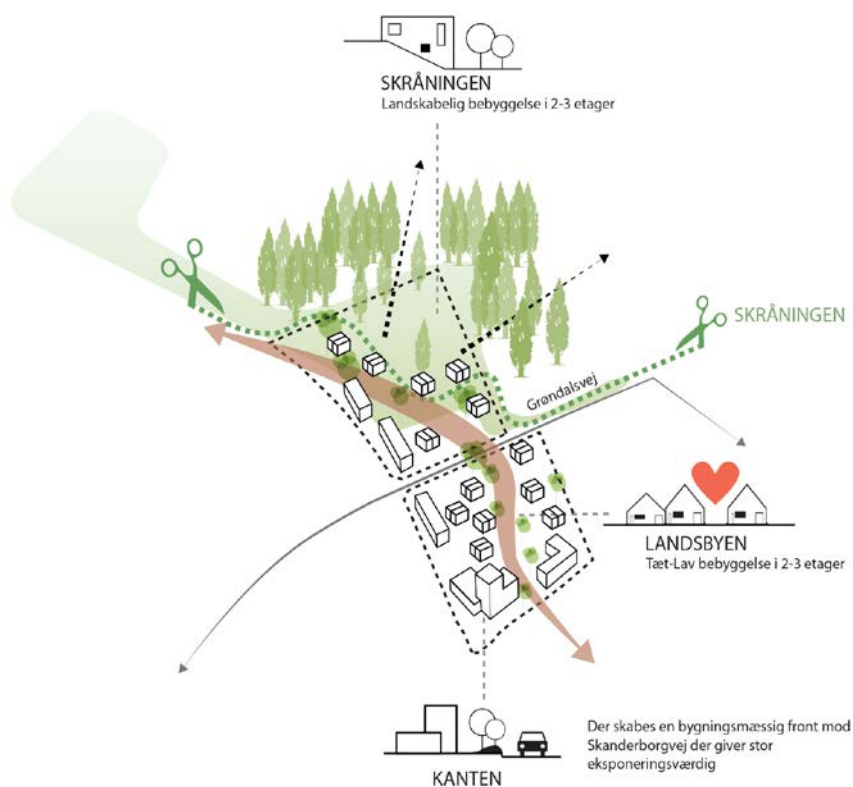 SKRÅNINGEN
Landskabelig bebyggelse i 2-3 etager
SKRÅNINGEN
Grøndalsvej
LANDSBYEN
Tæt-Lav bebyggelse i 2-3 etager
Der skabes en bygningsmæssig front mod
Skanderborgvej der giver stor
eksponeringsværdig
KANTEN